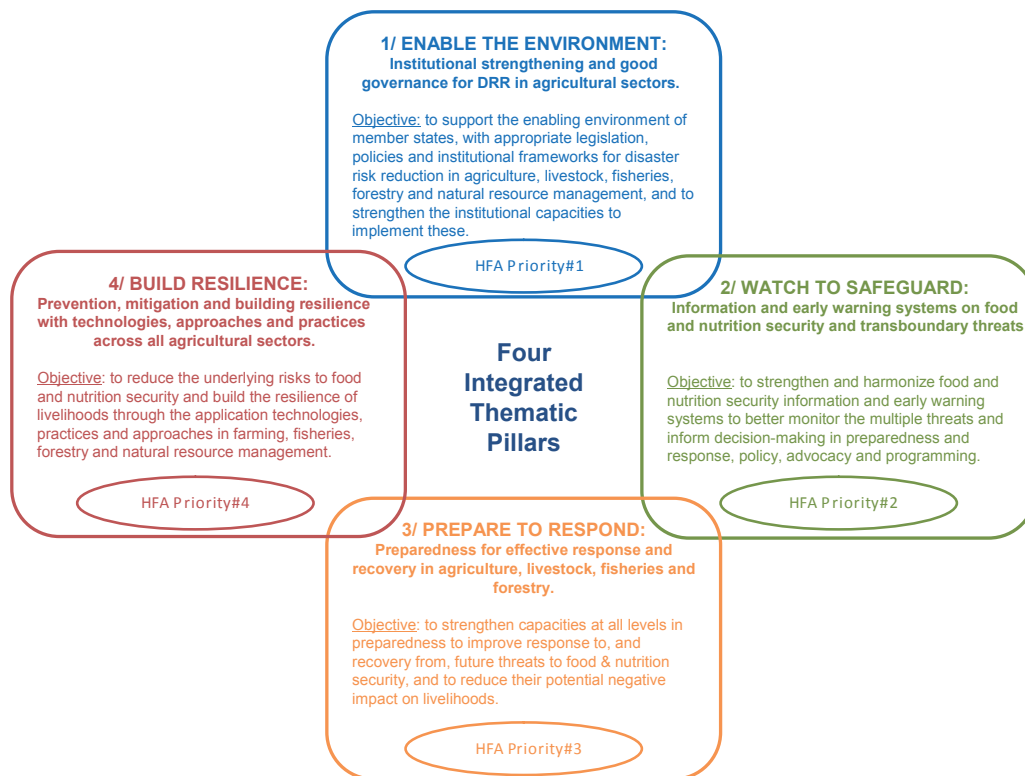 1/ ENABLE THE ENVIRONMENT:
Institutional strengthening and good
governance for DRR in agricultural sectors.
Objective: to support the enabling environment of
member states, with appropriate legislation,
policies and institutional frameworks for disaster
risk reduction in agriculture, livestock, fisheries,
forestry and natural resource management, and to
strengthen the institutional capacities to
implement these.
HFA Priority#1
4/ BUILD RESILIENCE:
Prevention, mitigation and building resilience
with technologies, approaches and practices
across all agricultural sectors.
Objective: to reduce the underlying risks to food
and nutrition security and build the resilience of
livelihoods through the application technologies,
practices and approaches in farming, fisheries,
forestry and natural resource management.
HFA Priority#4
Four
Integrated
Thematic
Pillars
2/ WATCH TO SAFEGUARD:
Information and early warning systems on food
and nutrition security and transboundary threats
Objective: to strengthen and harmonize food and
nutrition security information and early warning
systems to better monitor the multiple threats and
inform decision-making in preparedness and
response, policy, advocacy and programming.
HFA Priority#2
3/ PREPARE TO RESPOND:
Preparedness for effective response and
recovery in agriculture, livestock, fisheries and
forestry.
Objective: to strengthen capacities at all levels in
preparedness to improve response to, and
recovery from, future threats to food & nutrition
security, and to reduce their potential negative
impact on livelihoods.
HFA Priority#3